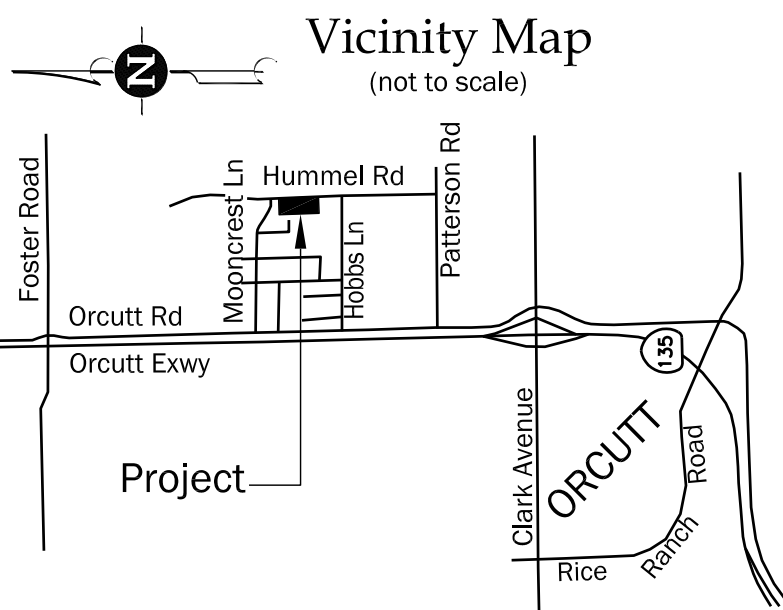 Vicinity Map
(not to scale)
N
Foster Road
Mooncrest Ln
Hummel Rd
Patterson Rd
Hobbs Ln
Orcutt Rd
Orcutt Exwy
135
Project
Clark Avenue
ORCUTT
Rice
Ranch
Road